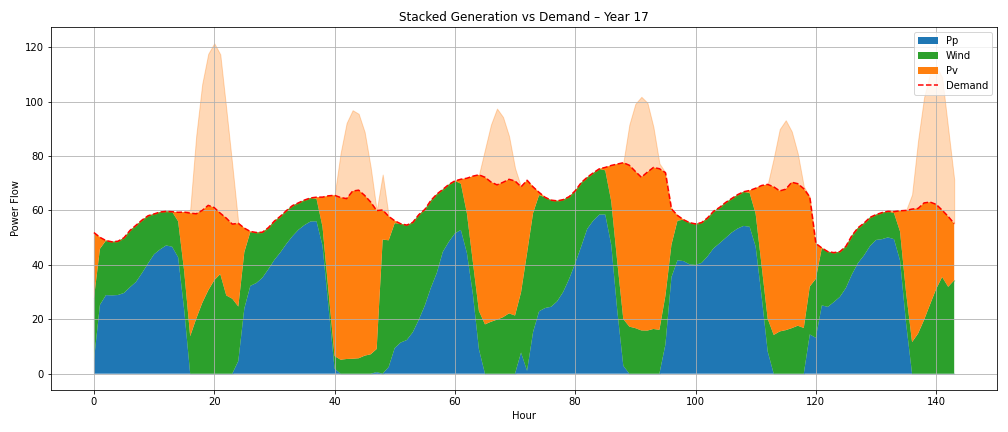 Stacked Generation vs Demand – Year 17
Power Flow
120
100
80
60
40
20
0
Pp
Wind
Pv
Demand
0 20 40 60 80 100 120 140
Hour